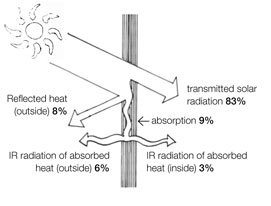 transmitted solar
radiation 83%
Reflected heat
(outside) 8%
absorption 9%
IR radiation of absorbed
heat (outside) 6%
IR radiation of absorbed
heat (inside) 3%